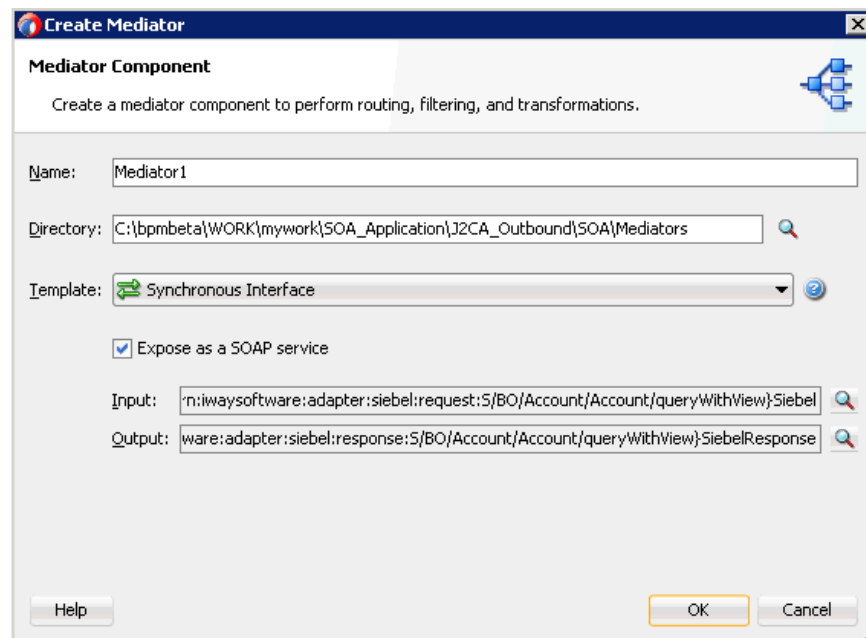 Create Mediator
Mediator Component
Create a mediator component to perform routing, filtering, and transformations.
Name: Mediator1
Directory: C:\bpmbeta\WORK\mywork\SOA_Application\J2CA_Outbound\SOA\Mediators
Template: Synchronous Interface
Expose as a SOAP service
Input: rn:iwaysoftware:adapter:siebel:request:S/BO/Account/Account/queryWithView}Siebel
Output: ware:adapter:siebel:response:S/BO/Account/Account/queryWithView}SiebelResponse
Help OK Cancel